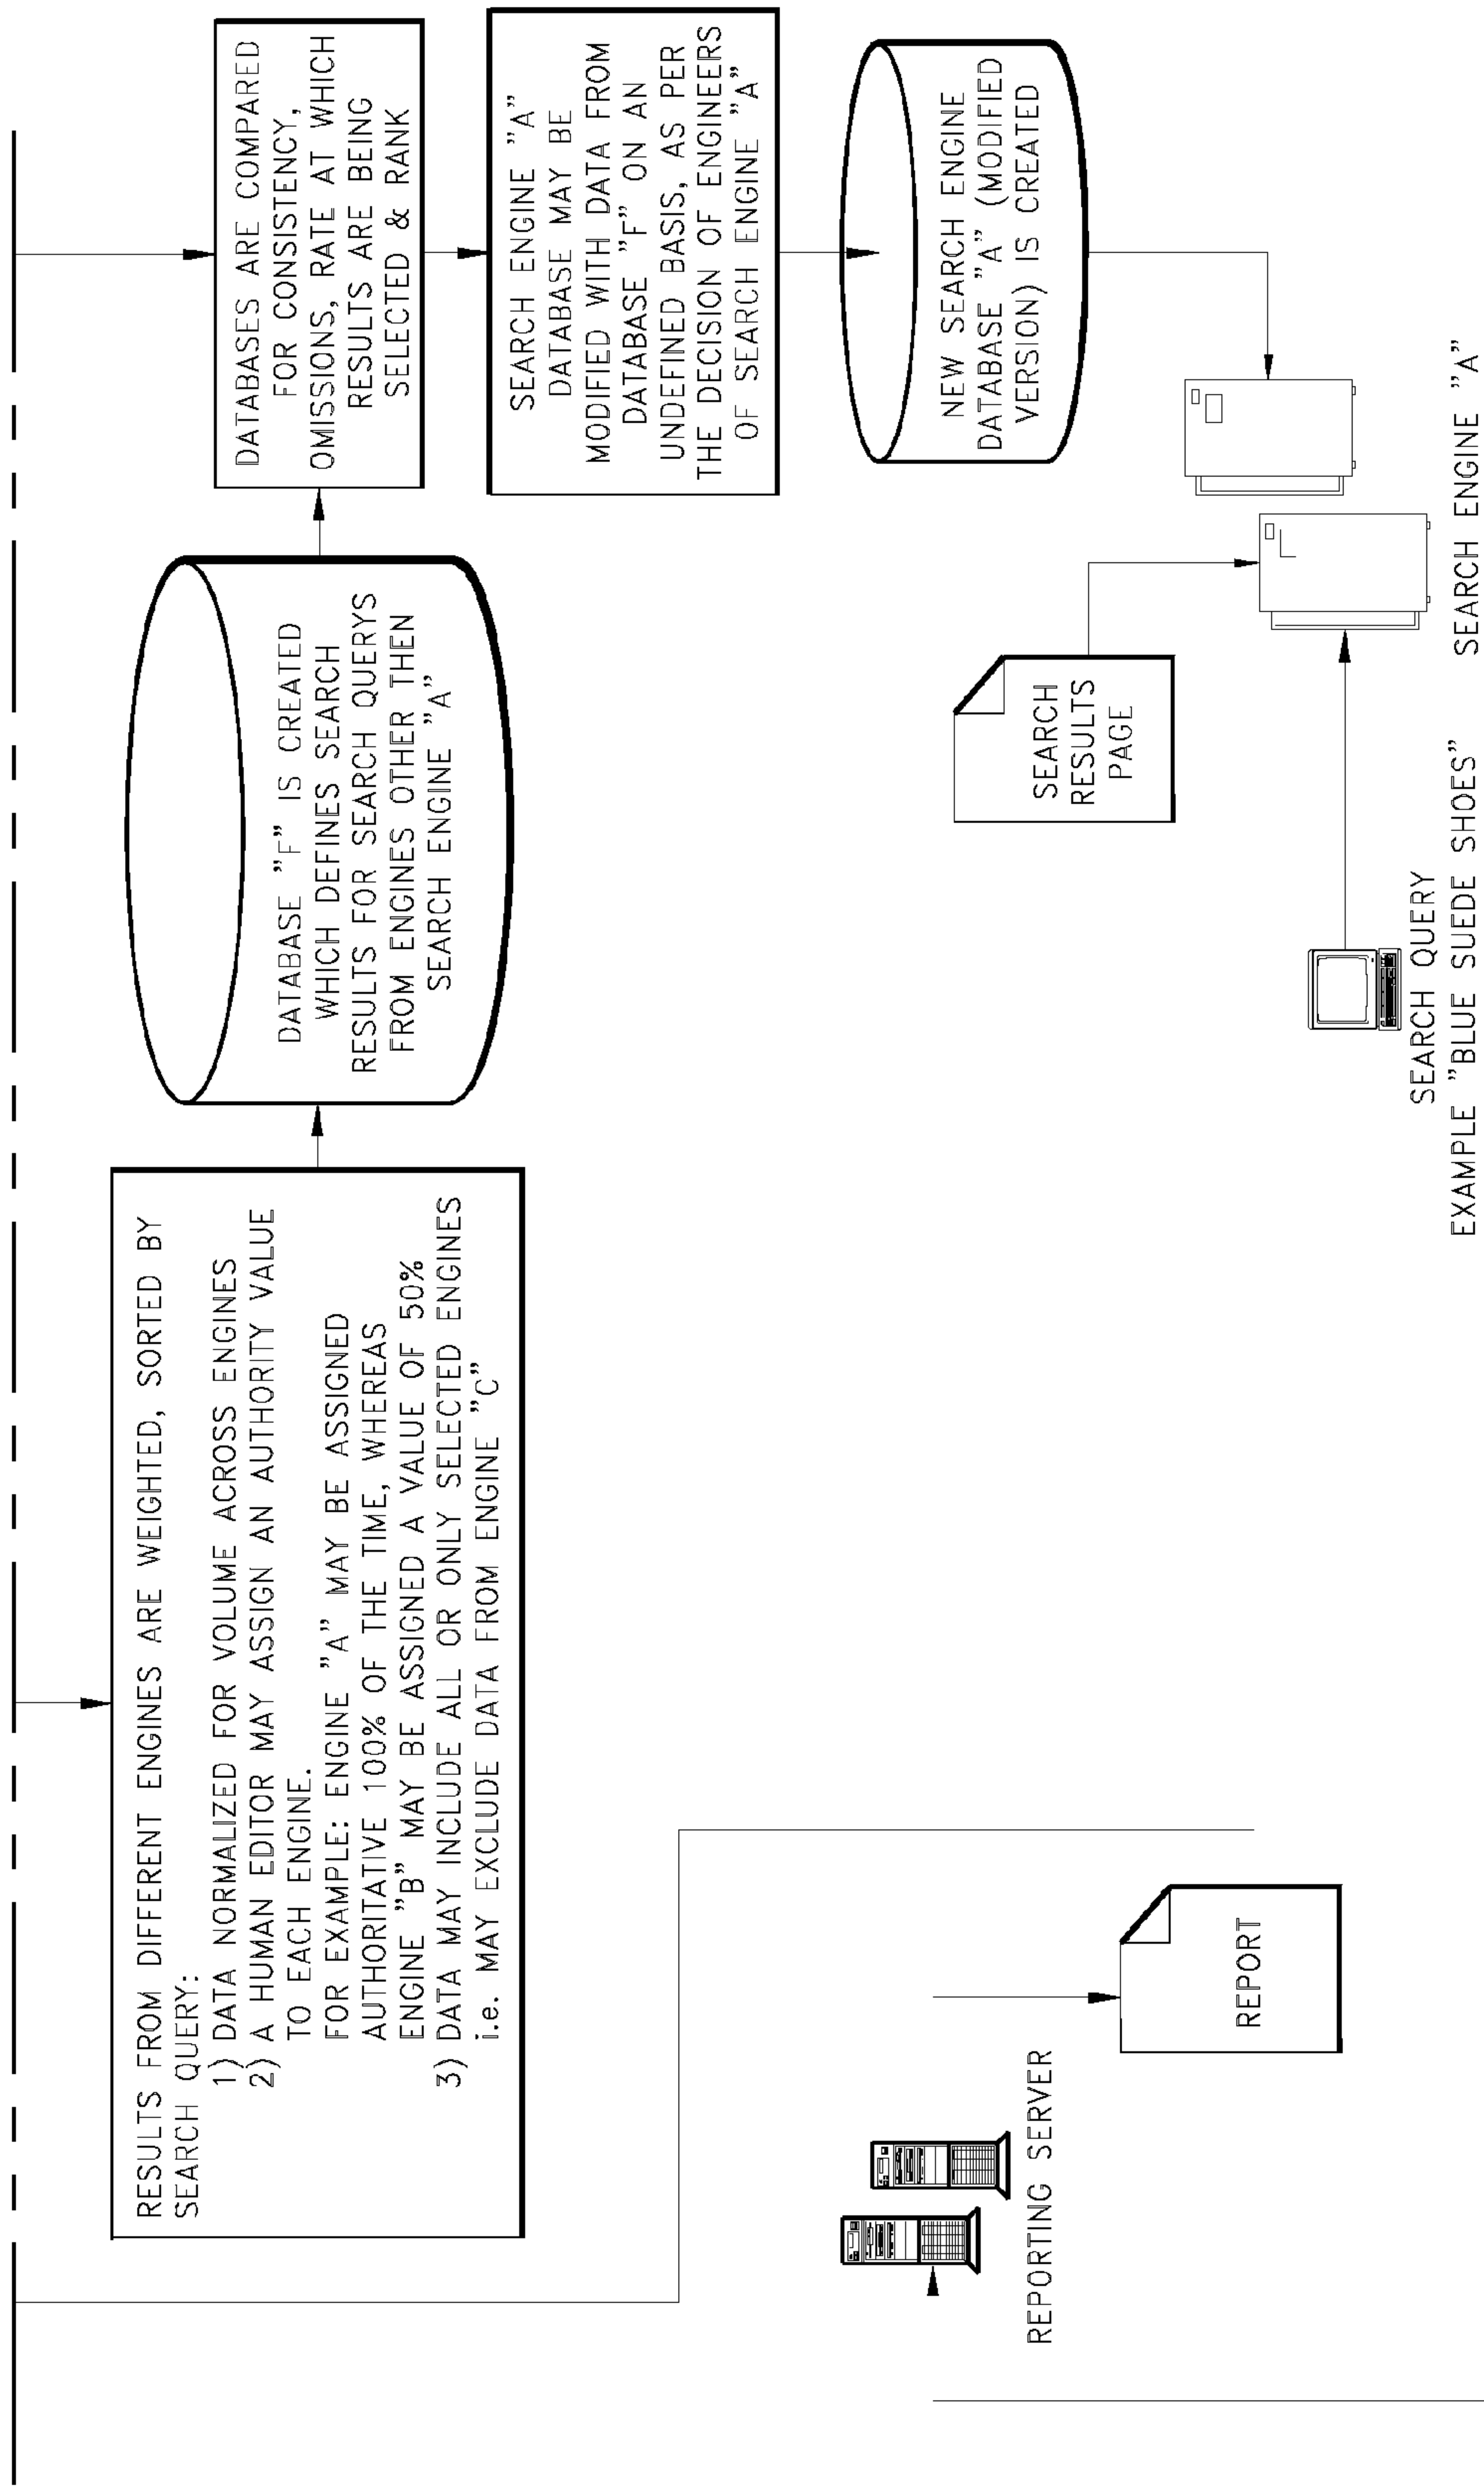 RESULTS FROM DIFFERENT ENGINES ARE WEIGHTED, SORTED BY
SEARCH QUERY:
1) DATA NORMALIZED FOR VOLUME ACROSS ENGINES
2) A HUMAN EDITOR MAY ASSIGN AN AUTHORITY VALUE
TO EACH ENGINE.
FOR EXAMPLE: ENGINE "A" MAY BE ASSIGNED
AUTHORITATIVE 100% OF THE TIME, WHEREAS
ENGINE "B" MAY BE ASSIGNED A VALUE OF 50%
3) DATA MAY INCLUDE ALL OR ONLY SELECTED ENGINES
i.e. MAY EXCLUDE DATA FROM ENGINE "C"
DATABASE "F" IS CREATED
WHICH DEFINES SEARCH
RESULTS FOR SEARCH QUERYS
FROM ENGINES OTHER THEN
SEARCH ENGINE "A"
DATABASES ARE COMPARED
FOR CONSISTENCY,
OMISSIONS, RATE AT WHICH
RESULTS ARE BEING
SELECTED & RANK
SEARCH ENGINE "A"
DATABASE MAY BE
MODIFIED WITH DATA FROM
DATABASE "F" ON AN
UNDEFINED BASIS, AS PER
THE DECISION OF ENGINEERS
OF SEARCH ENGINE "A"
NEW SEARCH ENGINE
DATABASE "A" (MODIFIED
VERSION) IS CREATED
SEARCH
RESULTS
PAGE
REPORTING SERVER
REPORT
SEARCH QUERY
EXAMPLE "BLUE SUEDE SHOES"
SEARCH ENGINE "A"